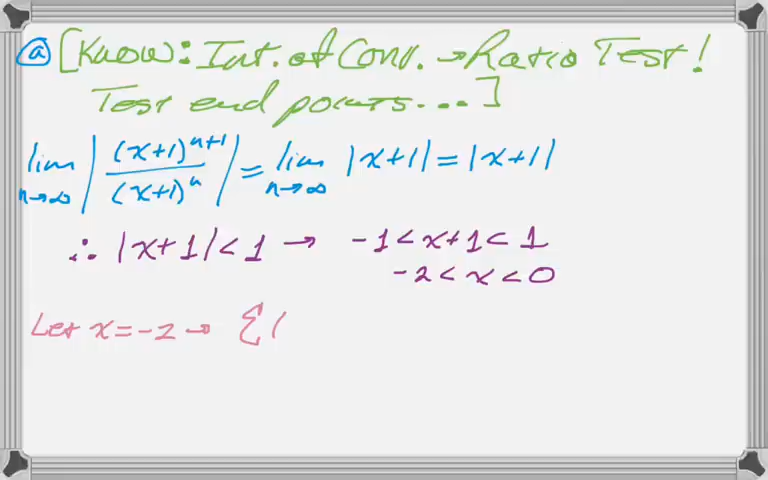 ⓐ [Know: Int. of Conv. → Ratio Test!
Test end points...]
lim n→∞ | (x+1)^(n+1) / (x+1)^n | = lim n→∞ |x+1| = |x+1|
∴ |x+1| < 1 → -1 < x+1 < 1
-2 < x < 0
Let x = -2 → Σ(